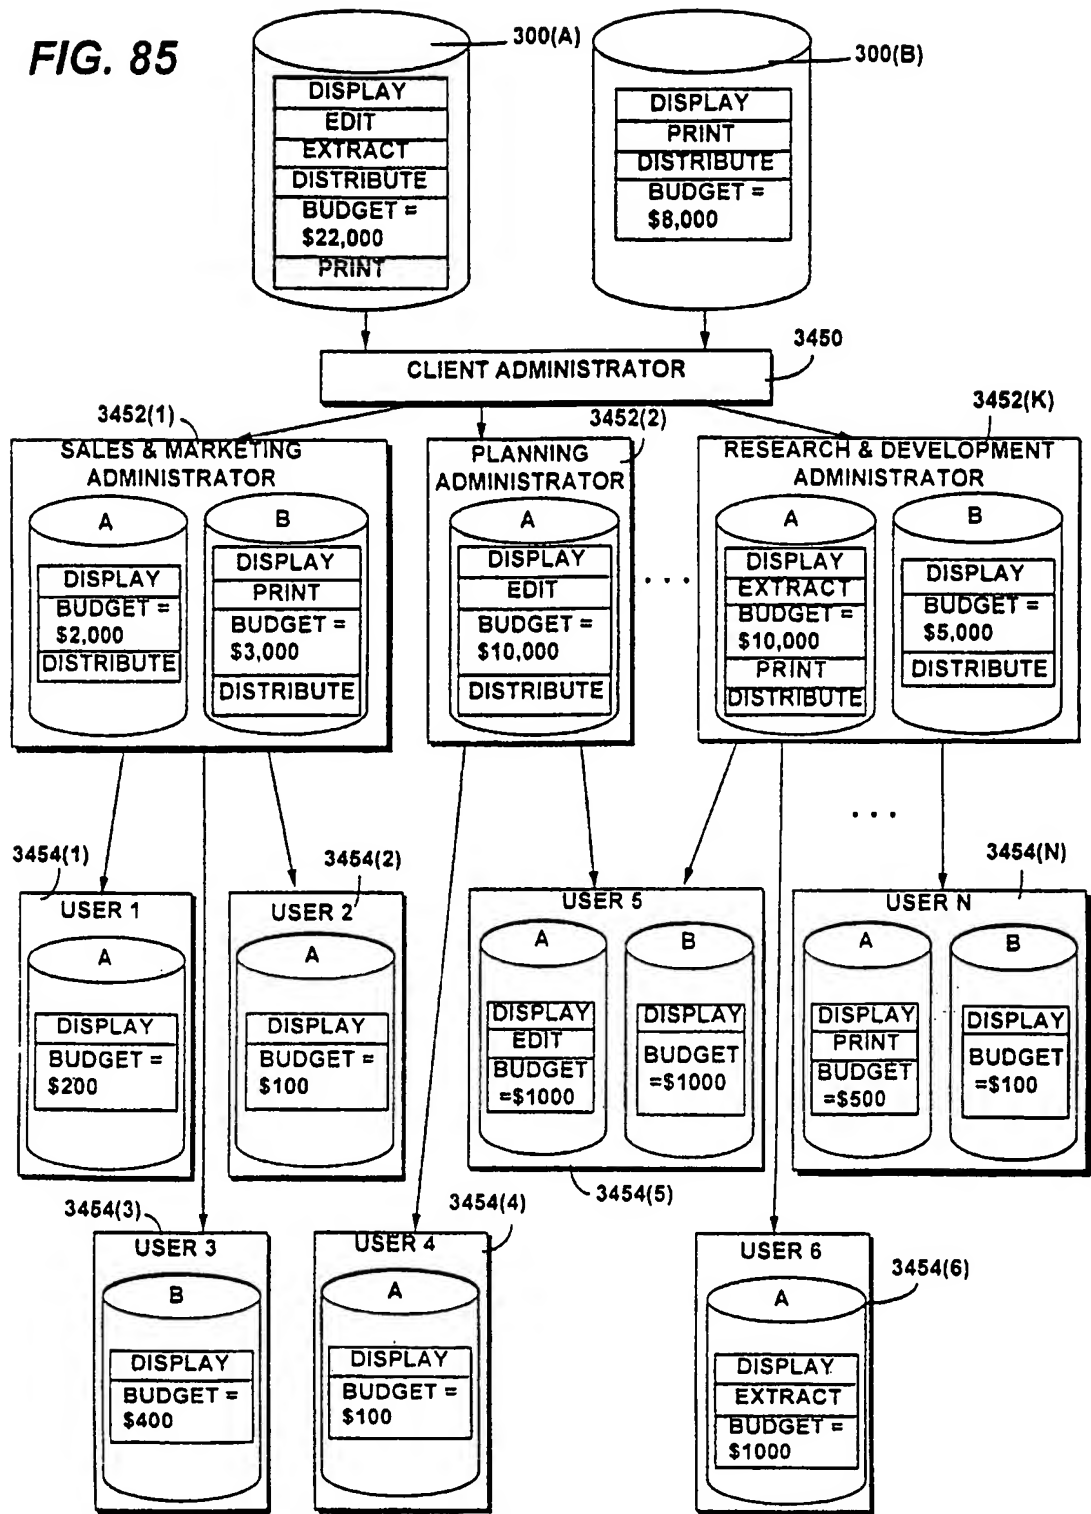 FIG. 85
300(A)
DISPLAY
EDIT
EXTRACT
DISTRIBUTE
BUDGET =
$22,000
PRINT
300(B)
DISPLAY
PRINT
DISTRIBUTE
BUDGET =
$8,000
CLIENT ADMINISTRATOR
3450
3452(1)
SALES & MARKETING
ADMINISTRATOR
A
DISPLAY
BUDGET =
$2,000
DISTRIBUTE
B
DISPLAY
PRINT
BUDGET =
$3,000
DISTRIBUTE
3452(2)
PLANNING
ADMINISTRATOR
A
DISPLAY
EDIT
BUDGET =
$10,000
DISTRIBUTE
. . .
3452(K)
RESEARCH & DEVELOPMENT
ADMINISTRATOR
A
DISPLAY
EXTRACT
BUDGET =
$10,000
PRINT
DISTRIBUTE
B
DISPLAY
BUDGET =
$5,000
DISTRIBUTE
. . .
3454(1)
USER 1
A
DISPLAY
BUDGET =
$200
3454(2)
USER 2
A
DISPLAY
BUDGET =
$100
USER 5
A
DISPLAY
EDIT
BUDGET
=$1000
B
DISPLAY
BUDGET
=$1000
3454(5)
3454(N)
USER N
A
DISPLAY
PRINT
BUDGET
=$500
B
DISPLAY
BUDGET
=$100
3454(3)
USER 3
B
DISPLAY
BUDGET =
$400
3454(4)
USER 4
A
DISPLAY
BUDGET =
$100
USER 6
3454(6)
A
DISPLAY
EXTRACT
BUDGET =
$1000